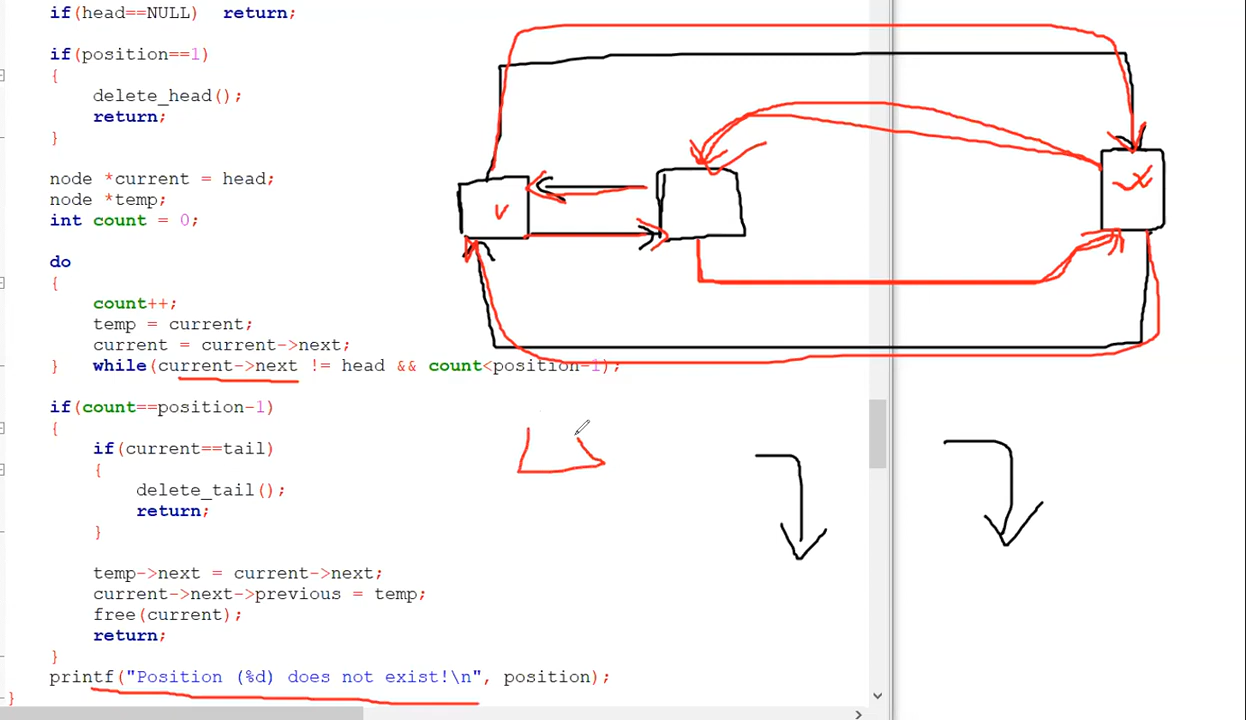 if(head==NULL) return;
if(position==1)
{
delete_head();
return;
}
node *current = head;
node *temp;
int count = 0;
do
{
count++;
temp = current;
current = current->next;
} while(current->next != head && count<position-1);
if(count==position-1)
{
if(current==tail)
{
delete_tail();
return;
}
temp->next = current->next;
current->next->previous = temp;
free(current);
return;
}
printf("Position (%d) does not exist!\n", position);
}